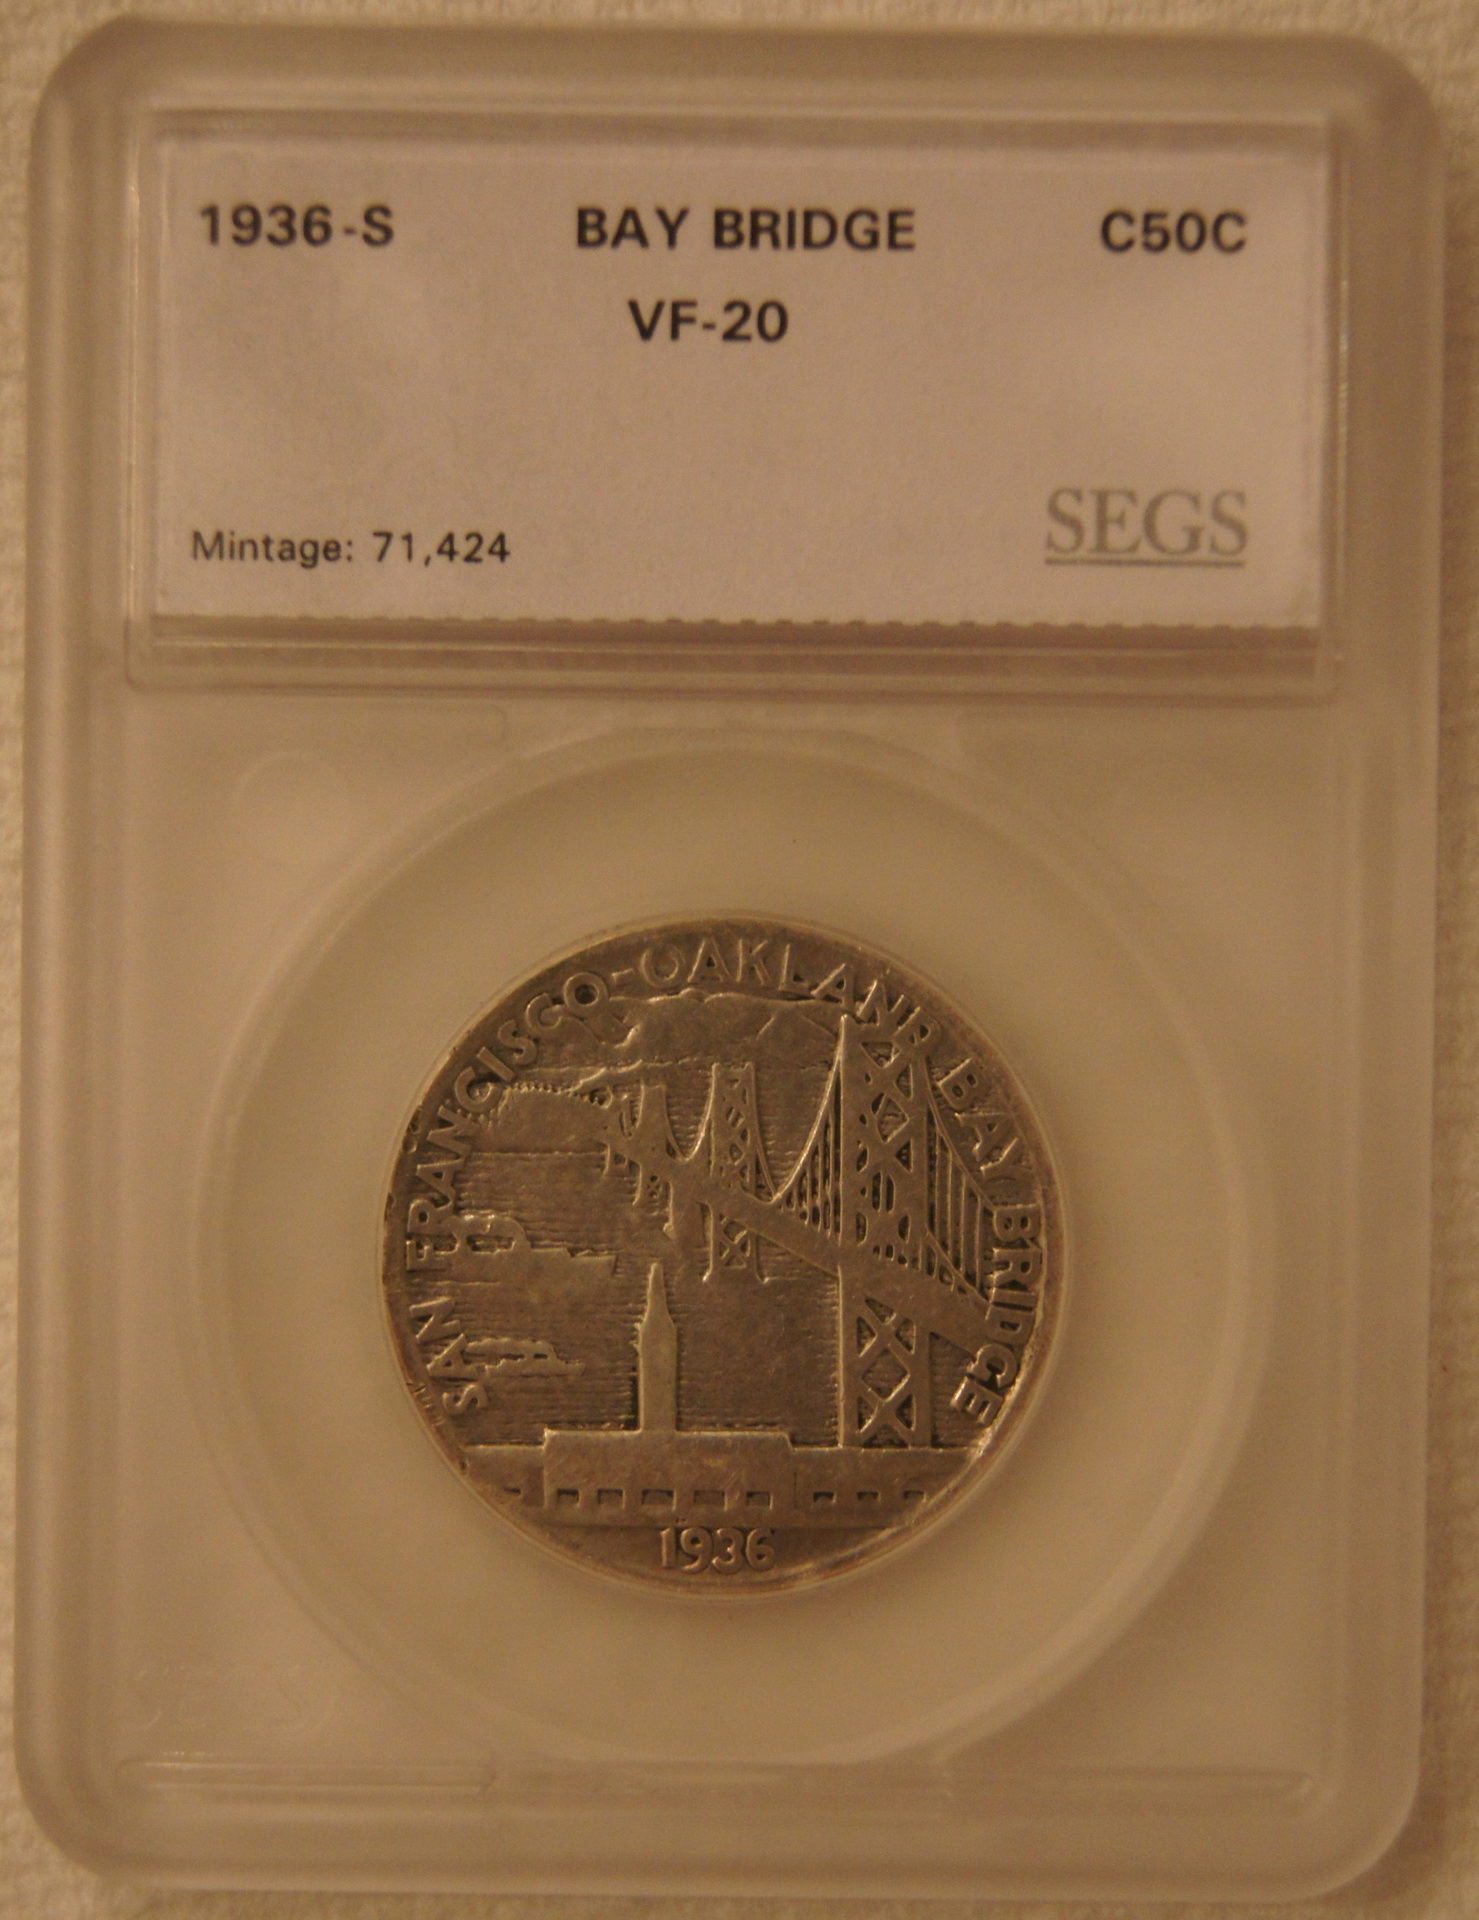 1936-S BAY BRIDGE C50C
VF-20
Mintage: 71,424 SEGS
SAN FRANCISCO-OAKLAND BAY BRIDGE
1936